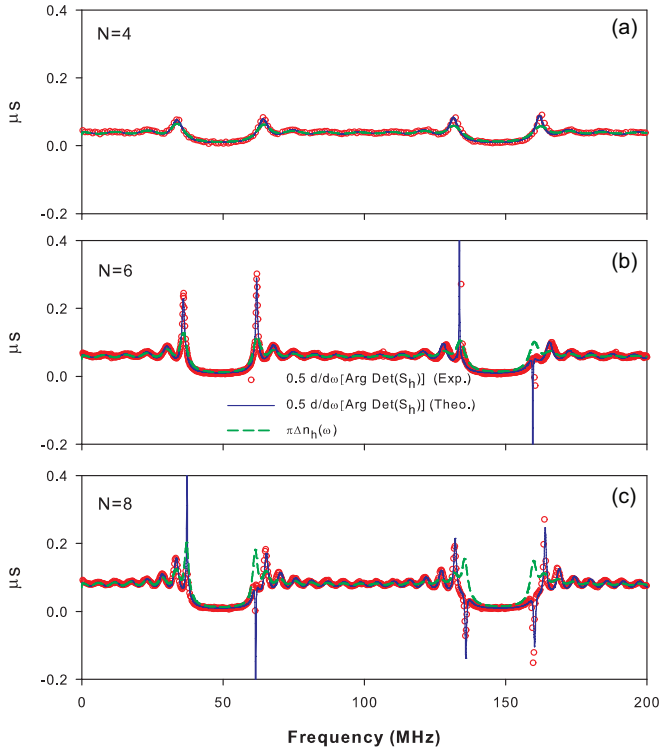 0.4
N=4
(a)
0.2
μs
0.0
-0.2
0.4
N=6
(b)
0.2
μs
0.5 d/dω[Arg Det(Sh)] (Exp.)
0.0
0.5 d/dω[Arg Det(Sh)] (Theo.)
πΔnh(ω)
-0.2
0.4
N=8
(c)
0.2
μs
0.0
-0.2
0 50 100 150 200
Frequency (MHz)